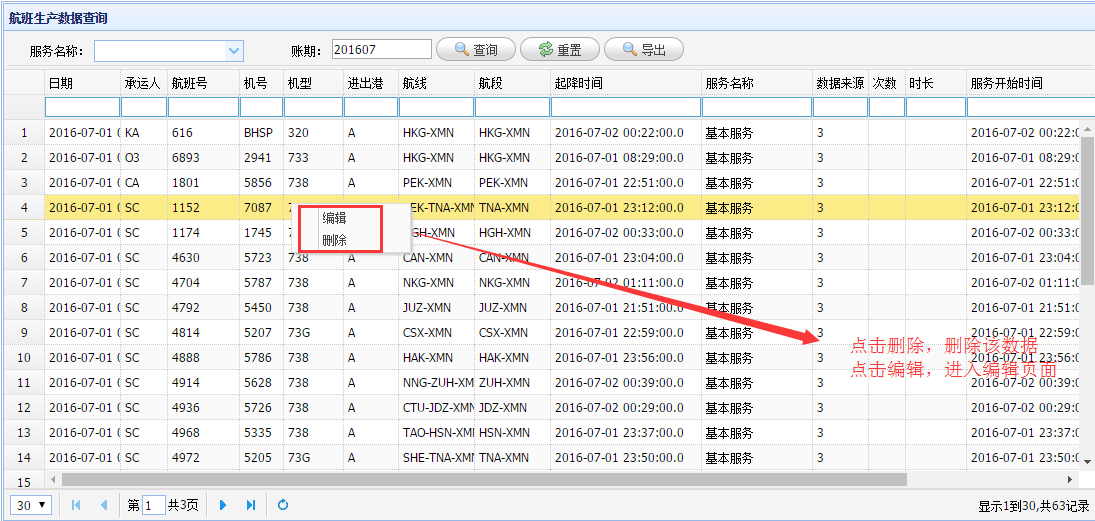 航班生产数据查询
服务名称： 账期： 201607 查询 重置 导出
日期 承运人 航班号 机号 机型 进出港 航线 航段 起降时间 服务名称 数据来源 次数 时长 服务开始时间
1 2016-07-01 0 KA 616 BHSP 320 A HKG-XMN HKG-XMN 2016-07-02 00:22:00.0 基本服务 3 2016-07-02 00:22:0
2 2016-07-01 0 O3 6893 2941 733 A HKG-XMN HKG-XMN 2016-07-01 08:29:00.0 基本服务 3 2016-07-01 08:29:0
3 2016-07-01 0 CA 1801 5856 738 A PEK-XMN PEK-XMN 2016-07-01 22:51:00.0 基本服务 3 2016-07-01 22:51:0
4 2016-07-01 0 SC 1152 7087 7 EK-TNA-XMN TNA-XMN 2016-07-01 23:12:00.0 基本服务 3 2016-07-01 23:12:0
编辑
5 2016-07-01 0 SC 1174 1745 7 GH-XMN HGH-XMN 2016-07-02 00:33:00.0 基本服务 3 2016-07-02 00:33:0
删除
6 2016-07-01 0 SC 4630 5723 738 A CAN-XMN CAN-XMN 2016-07-01 23:04:00.0 基本服务 3 2016-07-01 23:04:0
7 2016-07-01 0 SC 4704 5787 738 A NKG-XMN NKG-XMN 2016-07-02 01:11:00.0 基本服务 3 2016-07-02 01:11:0
8 2016-07-01 0 SC 4792 5450 738 A JUZ-XMN JUZ-XMN 2016-07-01 21:51:00.0 基本服务 3 2016-07-01 21:51:0
9 2016-07-01 0 SC 4814 5207 73G A CSX-XMN CSX-XMN 2016-07-01 22:59:00.0 基本服务 3 2016-07-01 22:59:0
点击删除，删除该数据
10 2016-07-01 0 SC 4888 5786 738 A HAK-XMN HAK-XMN 2016-07-01 23:56:00.0 基本服务 3 2016-07-01 23:56:0
点击编辑，进入编辑页面
11 2016-07-01 0 SC 4914 5628 738 A NNG-ZUH-XM ZUH-XMN 2016-07-02 00:39:00.0 基本服务 3 2016-07-02 00:39:0
12 2016-07-01 0 SC 4936 5726 738 A CTU-JDZ-XMN JDZ-XMN 2016-07-02 00:29:00.0 基本服务 3 2016-07-02 00:29:0
13 2016-07-01 0 SC 4968 5335 738 A TAO-HSN-XM HSN-XMN 2016-07-01 23:37:00.0 基本服务 3 2016-07-01 23:37:0
14 2016-07-01 0 SC 4972 5205 73G A SHE-TNA-XMN TNA-XMN 2016-07-01 23:50:00.0 基本服务 3 2016-07-01 23:50:0
15
30 第 1 共3页 显示1到30,共63记录